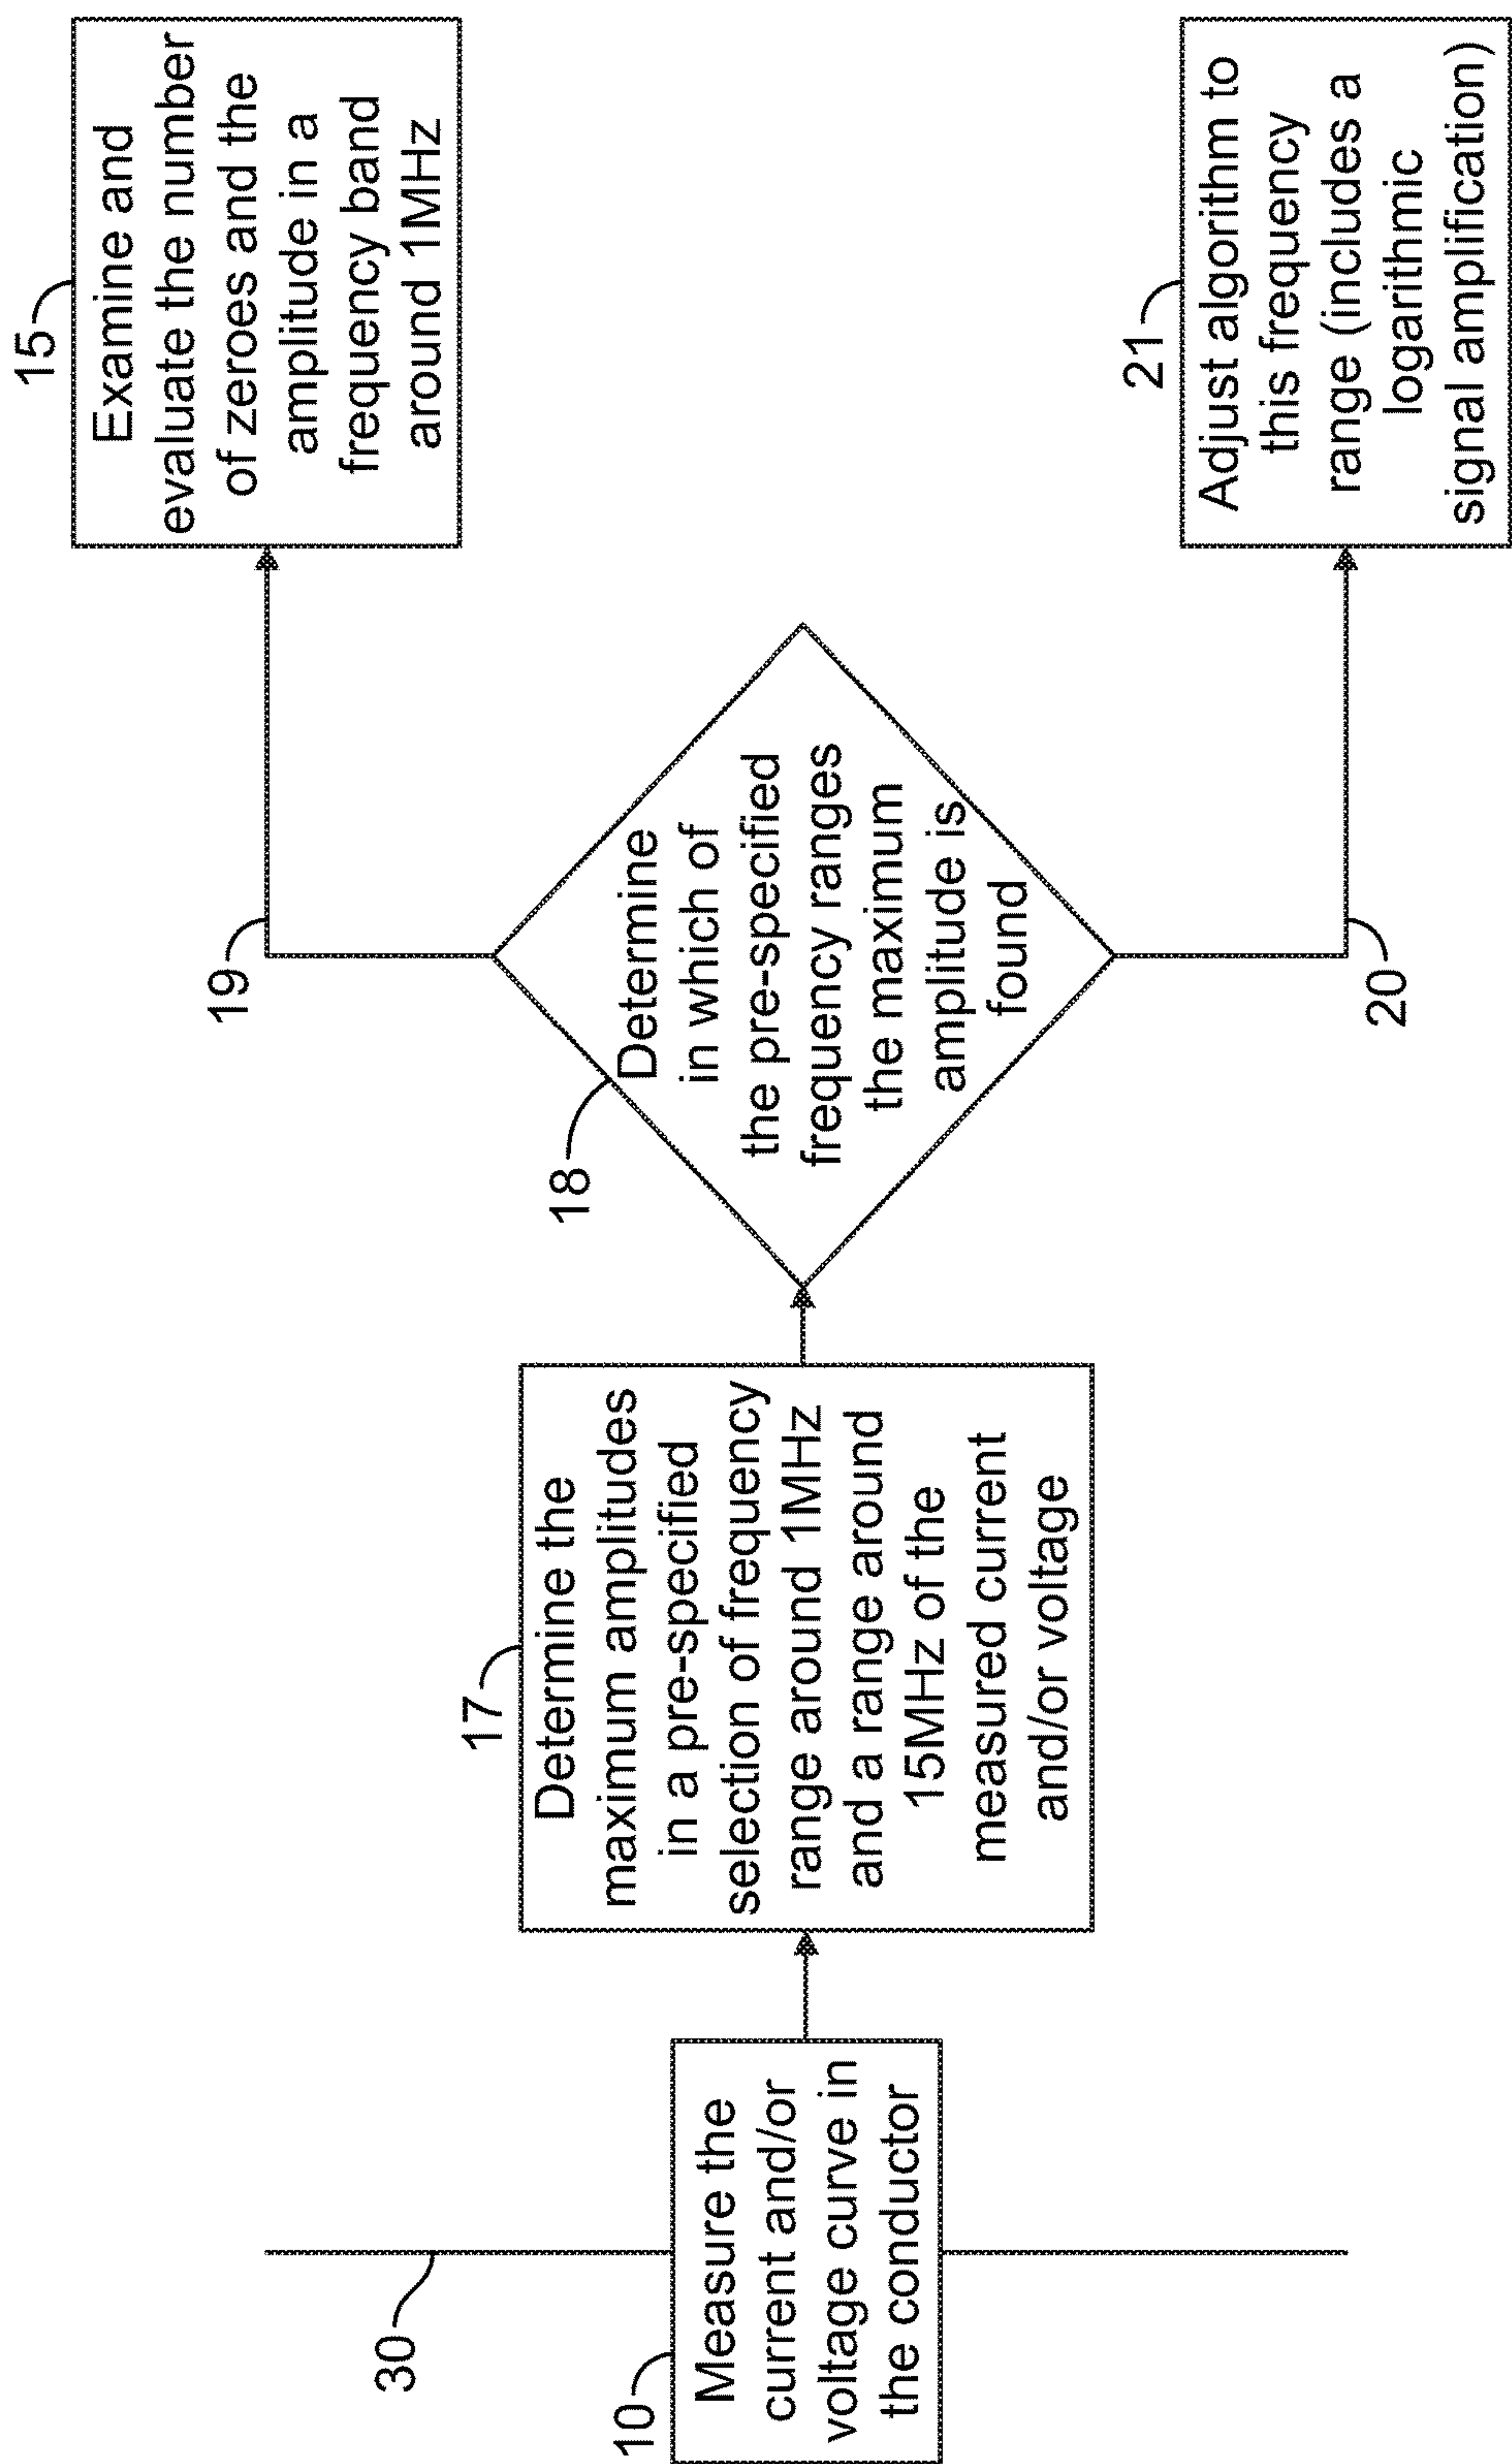 30
10
Measure the
current and/or
voltage curve in
the conductor
17
Determine the
maximum amplitudes
in a pre-specified
selection of frequency
range around 1MHz
and a range around
15MHz of the
measured current
and/or voltage
18
Determine
in which of
the pre-specified
frequency ranges
the maximum
amplitude is
found
19
15
Examine and
evaluate the number
of zeroes and the
amplitude in a
frequency band
around 1MHz
20
21
Adjust algorithm to
this frequency
range (includes a
logarithmic
signal amplification)